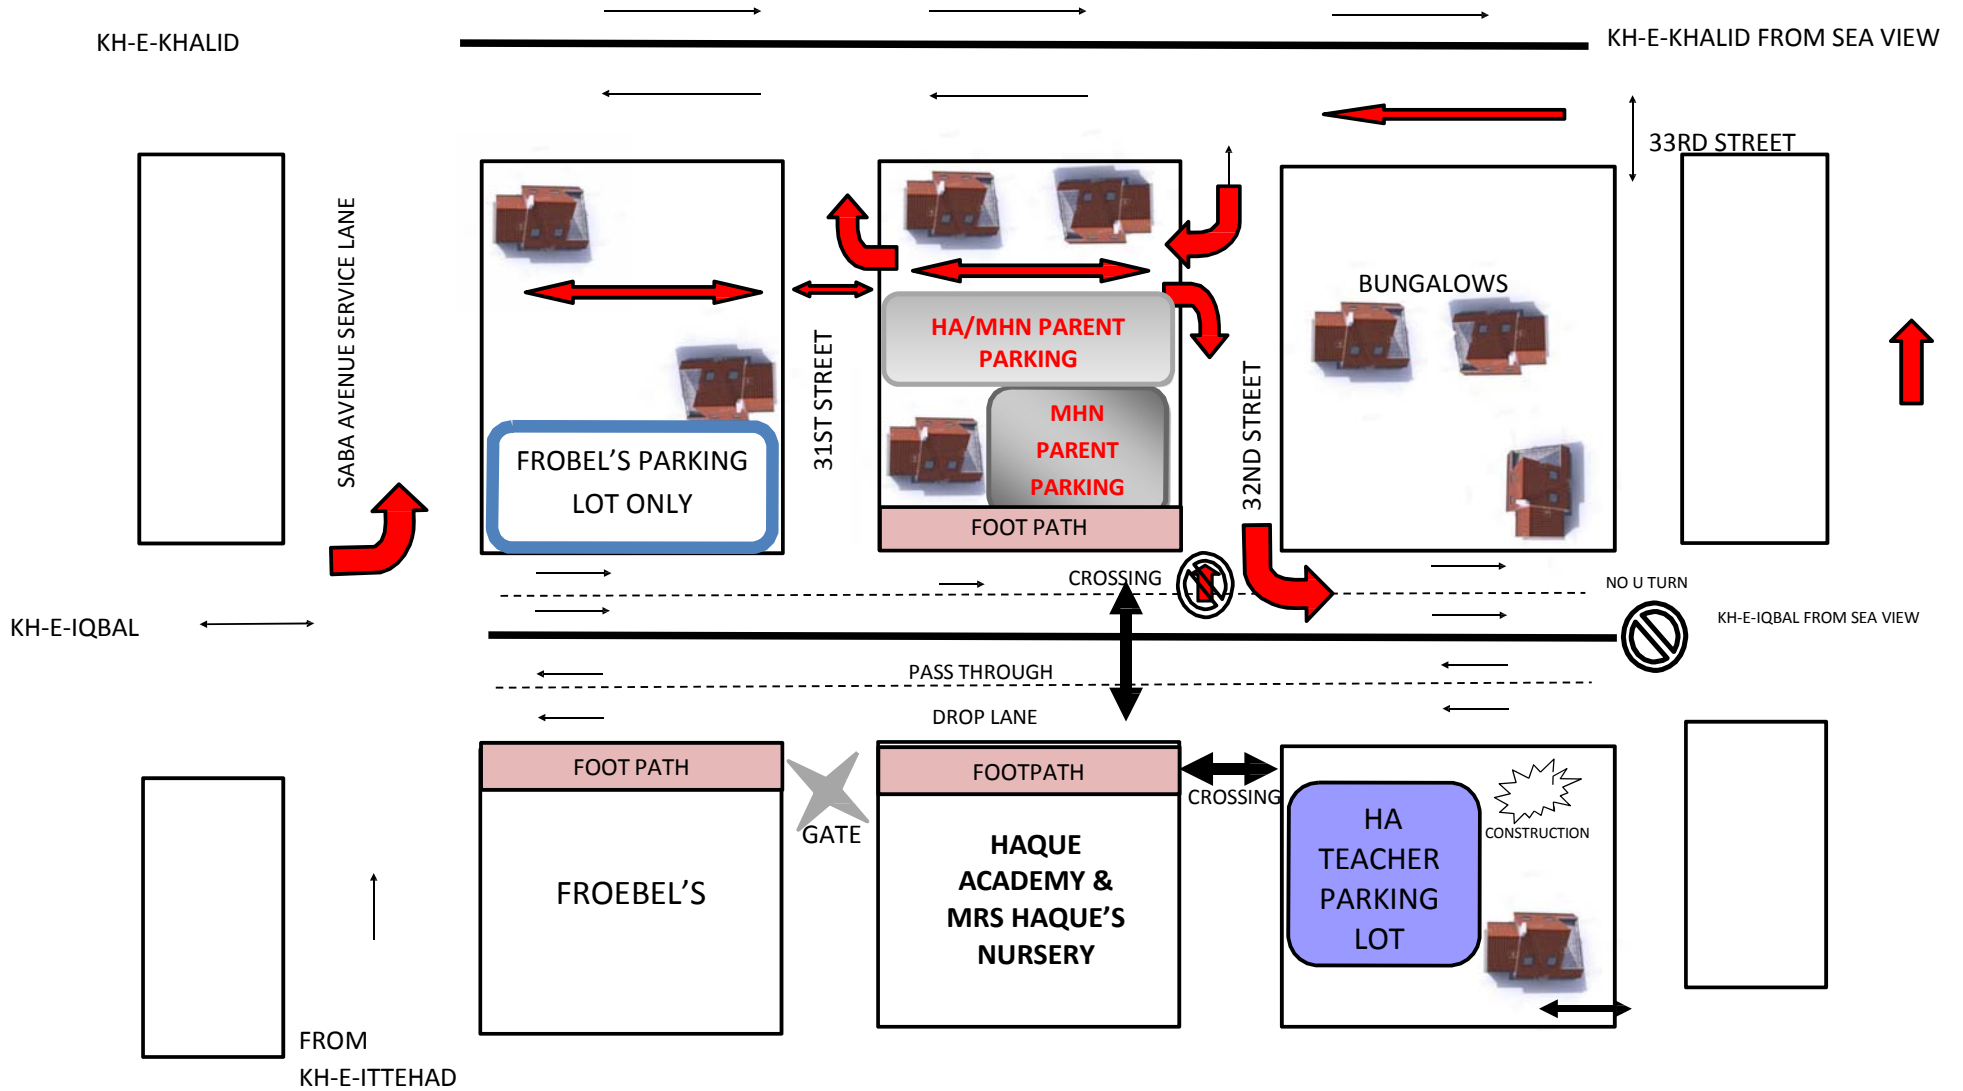 KH-E-KHALID
KH-E-KHALID FROM SEA VIEW
33RD STREET
SABA AVENUE SERVICE LANE
BUNGALOWS
HA/MHN PARENT
PARKING
31ST STREET
MHN
PARENT
PARKING
32ND STREET
FROBEL’S PARKING
LOT ONLY
FOOT PATH
CROSSING
NO U TURN
KH-E-IQBAL
KH-E-IQBAL FROM SEA VIEW
PASS THROUGH
DROP LANE
FOOT PATH
FOOTPATH
CROSSING
GATE
HA
TEACHER
PARKING
LOT
CONSTRUCTION
FROEBEL’S
HAQUE
ACADEMY &
MRS HAQUE’S
NURSERY
FROM
KH-E-ITTEHAD